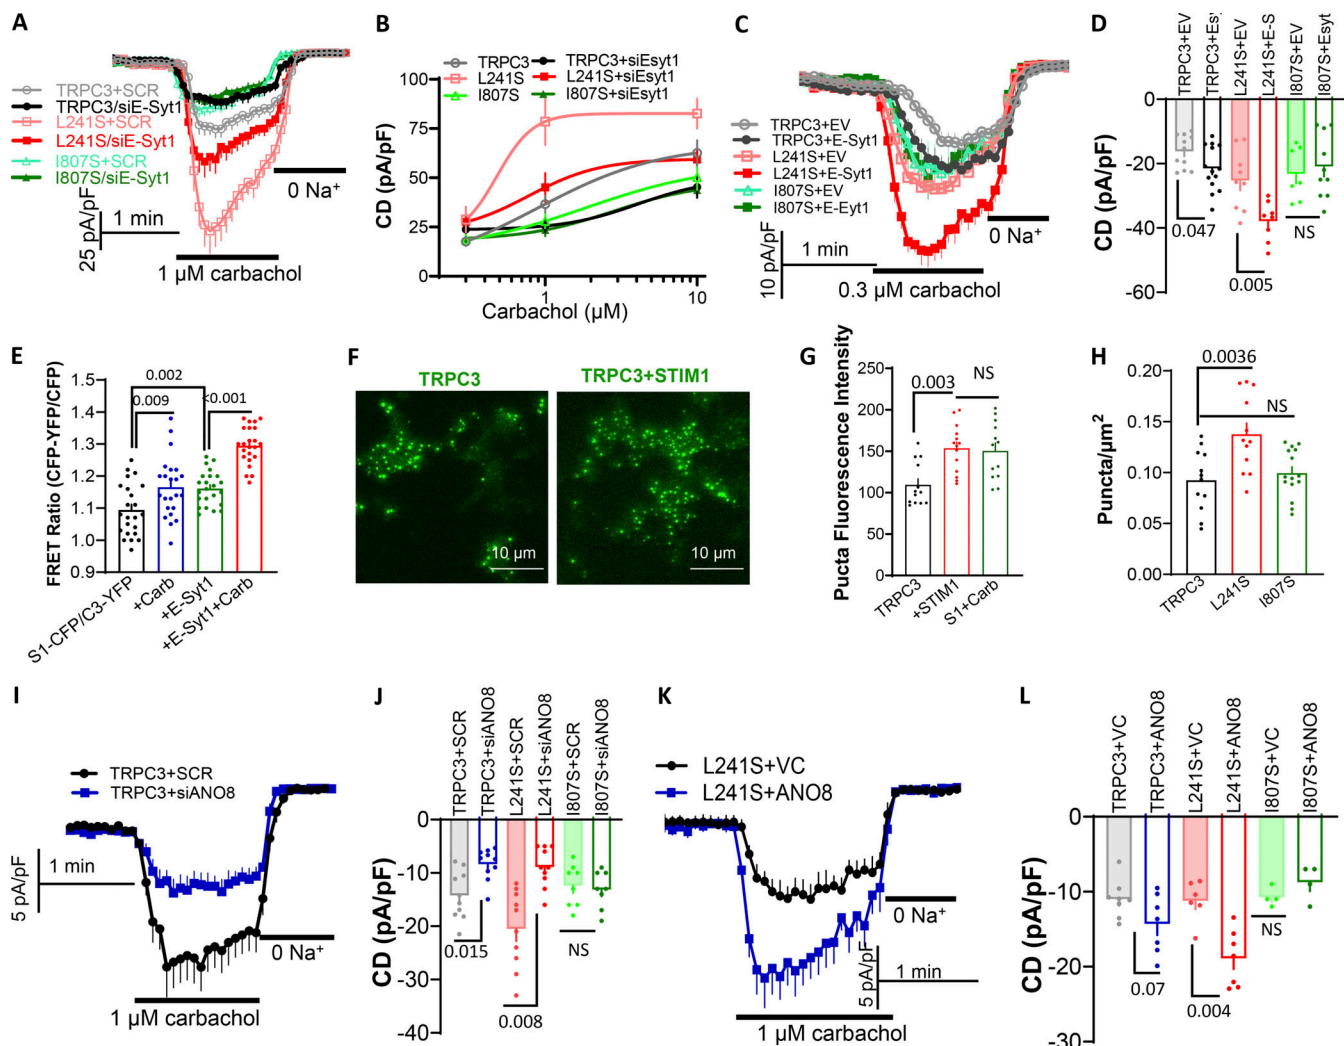 A
TRPC3+SCR
TRPC3/siE-Syt1
L241S+SCR
L241S/siE-Syt1
I807S+SCR
I807S/siE-Syt1
25 pA/pF
1 min
0 Na⁺
1 µM carbachol
B
TRPC3
L241S
I807S
TRPC3+siEsyt1
L241S+siEsyt1
I807S+siEsyt1
CD (pA/pF)
100
75
50
25
0
1
10
Carbachol (µM)
C
TRPC3+EV
TRPC3+E-Syt1
L241S+EV
L241S+E-Syt1
I807S+EV
I807S+E-Eyt1
10 pA/pF
1 min
0 Na⁺
0.3 µM carbachol
D
TRPC3+EV
TRPC3+Esy
L241S+EV
L241S+E-S
I807S+EV
I807S+Esyt
CD (pA/pF)
0
-20
-40
-60
0.047
0.005
NS
E
FRET Ratio (CFP-YFP/CFP)
1.5
1.4
1.3
1.2
1.1
1.0
0.9
0.002
0.009
<0.001
S1-CFP/C3-YFP
+Carb
+E-Syt1
+E-Syt1+Carb
F
TRPC3
TRPC3+STIM1
10 µm
10 µm
G
Pucta Fluorescence Intensity
250
200
150
100
50
0
0.003
NS
TRPC3
+STIM1
S1+Carb
H
Puncta/µm²
0.20
0.15
0.10
0.05
0.00
0.0036
NS
TRPC3
L241S
I807S
I
TRPC3+SCR
TRPC3+siANO8
5 pA/pF
1 min
0 Na⁺
1 µM carbachol
J
TRPC3+SCR
TRPC3+siANO8
L241S+SCR
L241S+siANO8
I807S+SCR
I807S+siANO8
CD (pA/pF)
0
-10
-20
-30
-40
0.015
0.008
NS
K
L241S+VC
L241S+ANO8
0 Na⁺
5 pA/pF
1 min
1 µM carbachol
L
TRPC3+VC
TRPC3+ANO8
L241S+VC
L241S+ANO8
I807S+VC
I807S+ANO8
CD (pA/pF)
0
-10
-20
-30
0.07
0.004
NS